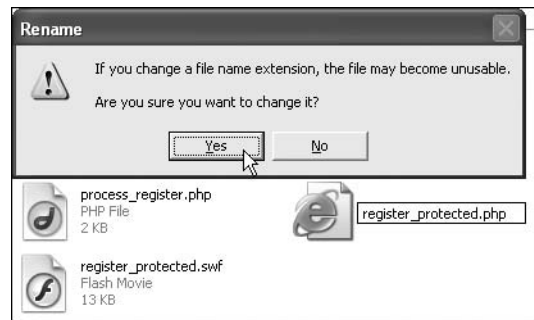 Rename
If you change a file name extension, the file may become unusable.
Are you sure you want to change it?
Yes
No
process_register.php
PHP File
2 KB
register_protected.php
register_protected.swf
Flash Movie
13 KB